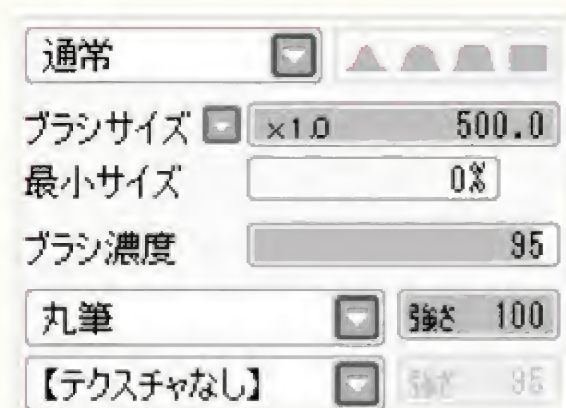 通常
ブラシサイズ ×1.0 500.0
最小サイズ 0%
ブラシ濃度 95
丸筆 強さ 100
【テクスチャなし】 強さ 95